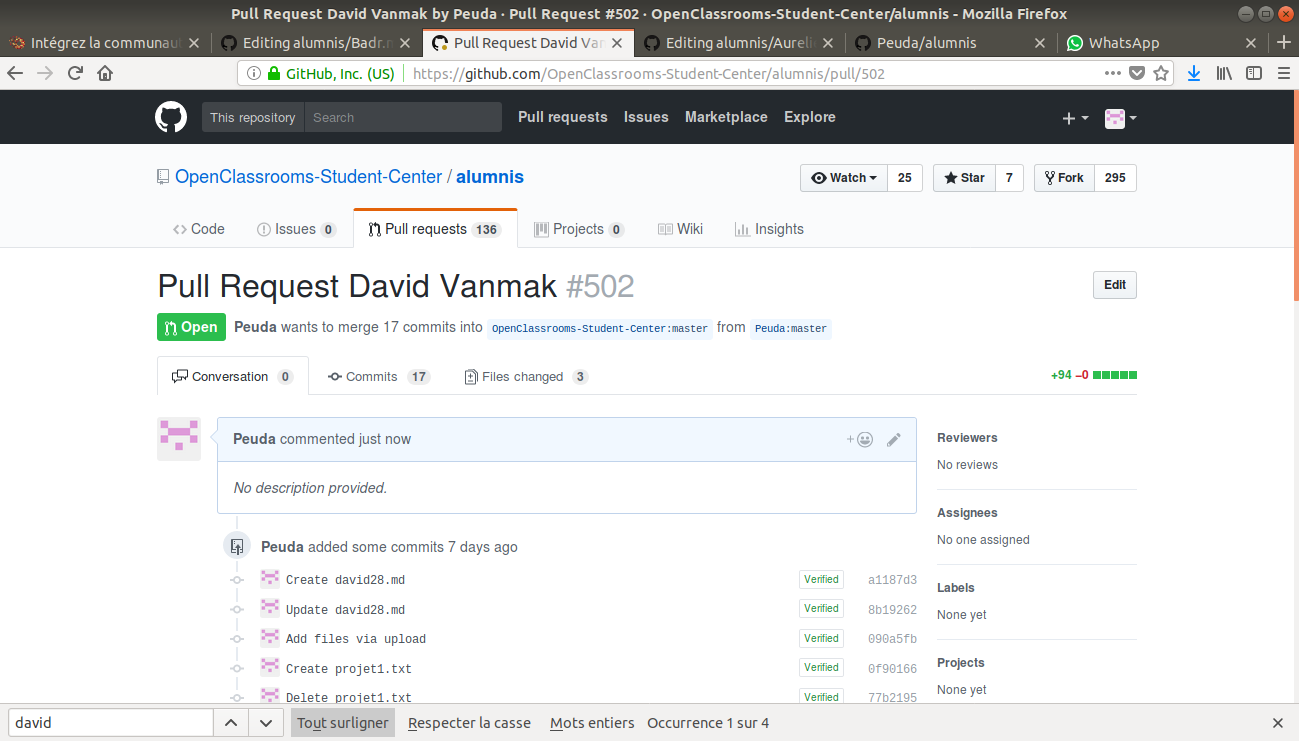 Pull Request David Vanmak by Peuda · Pull Request #502 · OpenClassrooms-Student-Center/alumnis - Mozilla Firefox
Intégrez la communau
Editing alumnis/Badr.m
Pull Request David Van
Editing alumnis/Aureli
Peuda/alumnis
WhatsApp
GitHub, Inc. (US)
https://github.com/OpenClassrooms-Student-Center/alumnis/pull/502
This repository Search Pull requests Issues Marketplace Explore
OpenClassrooms-Student-Center / alumnis Watch 25 Star 7 Fork 295
Code Issues 0 Pull requests 136 Projects 0 Wiki Insights
Pull Request David Vanmak #502 Edit
Open Peuda wants to merge 17 commits into OpenClassrooms-Student-Center:master from Peuda:master
Conversation 0 Commits 17 Files changed 3 +94 −0
Peuda commented just now
No description provided.
Peuda added some commits 7 days ago
Create david28.md Verified a1187d3
Update david28.md Verified 8b19262
Add files via upload Verified 090a5fb
Create projet1.txt Verified 0f90166
Delete projet1.txt Verified 77b2195
Reviewers
No reviews
Assignees
No one assigned
Labels
None yet
Projects
None yet
david Tout surligner Respecter la casse Mots entiers Occurrence 1 sur 4